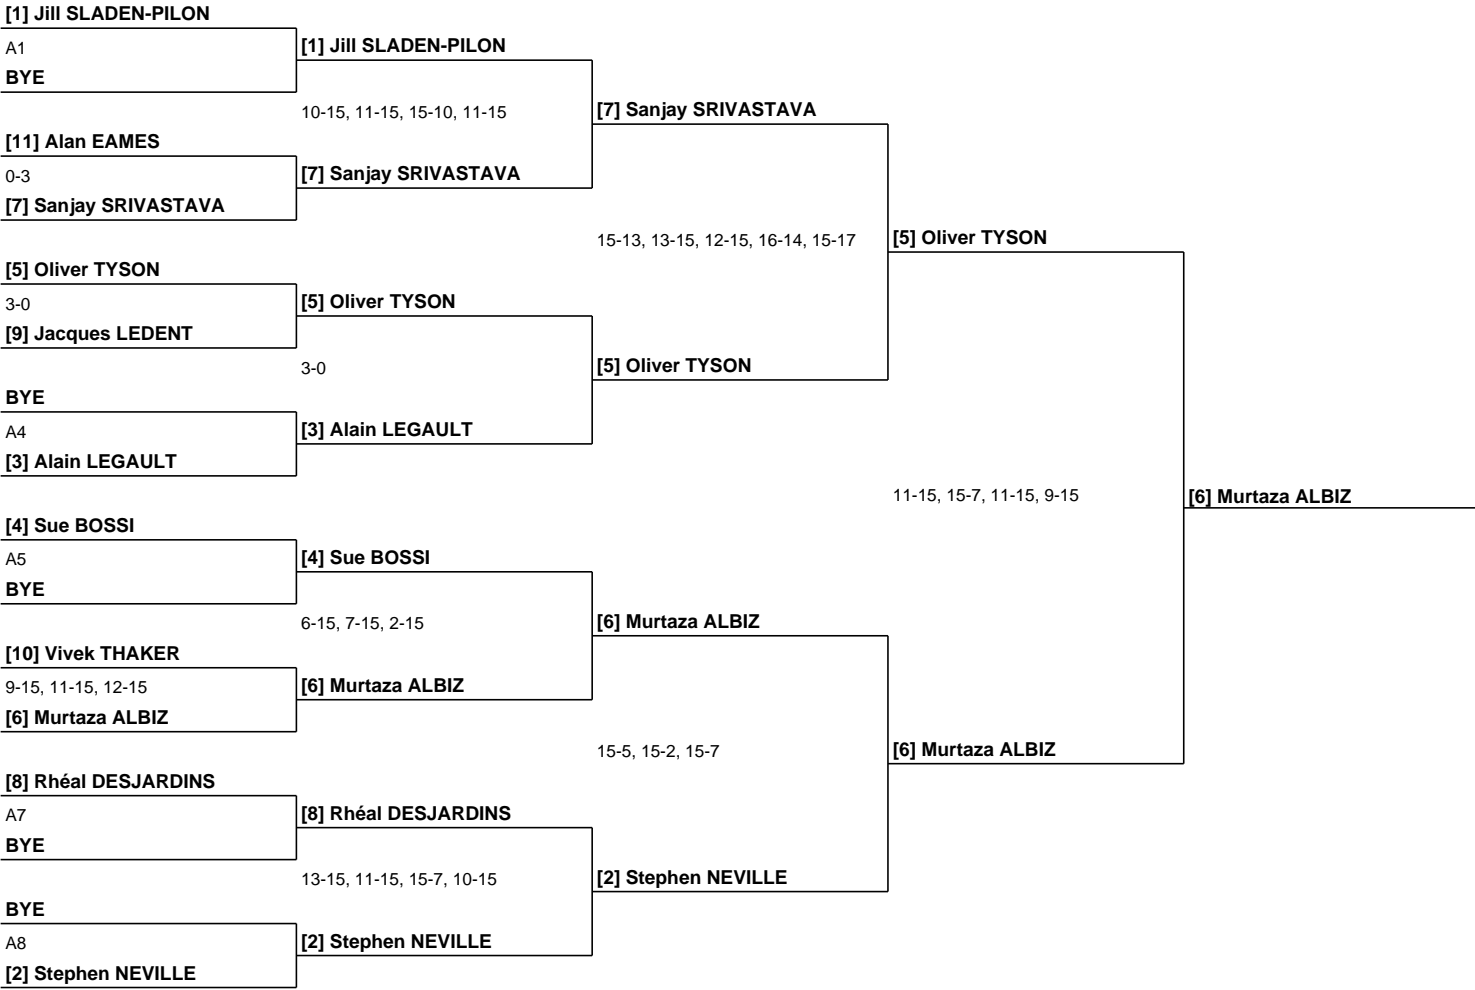 [1] Jill SLADEN-PILON
A1
BYE
[11] Alan EAMES
0-3
[7] Sanjay SRIVASTAVA
[5] Oliver TYSON
3-0
[9] Jacques LEDENT
BYE
A4
[3] Alain LEGAULT
[4] Sue BOSSI
A5
BYE
[10] Vivek THAKER
9-15, 11-15, 12-15
[6] Murtaza ALBIZ
[8] Rhéal DESJARDINS
A7
BYE
BYE
A8
[2] Stephen NEVILLE
[1] Jill SLADEN-PILON
10-15, 11-15, 15-10, 11-15
[7] Sanjay SRIVASTAVA
[5] Oliver TYSON
3-0
[3] Alain LEGAULT
[4] Sue BOSSI
6-15, 7-15, 2-15
[6] Murtaza ALBIZ
[8] Rhéal DESJARDINS
13-15, 11-15, 15-7, 10-15
[2] Stephen NEVILLE
[7] Sanjay SRIVASTAVA
15-13, 13-15, 12-15, 16-14, 15-17
[5] Oliver TYSON
[6] Murtaza ALBIZ
15-5, 15-2, 15-7
[2] Stephen NEVILLE
[5] Oliver TYSON
11-15, 15-7, 11-15, 9-15
[6] Murtaza ALBIZ
[6] Murtaza ALBIZ